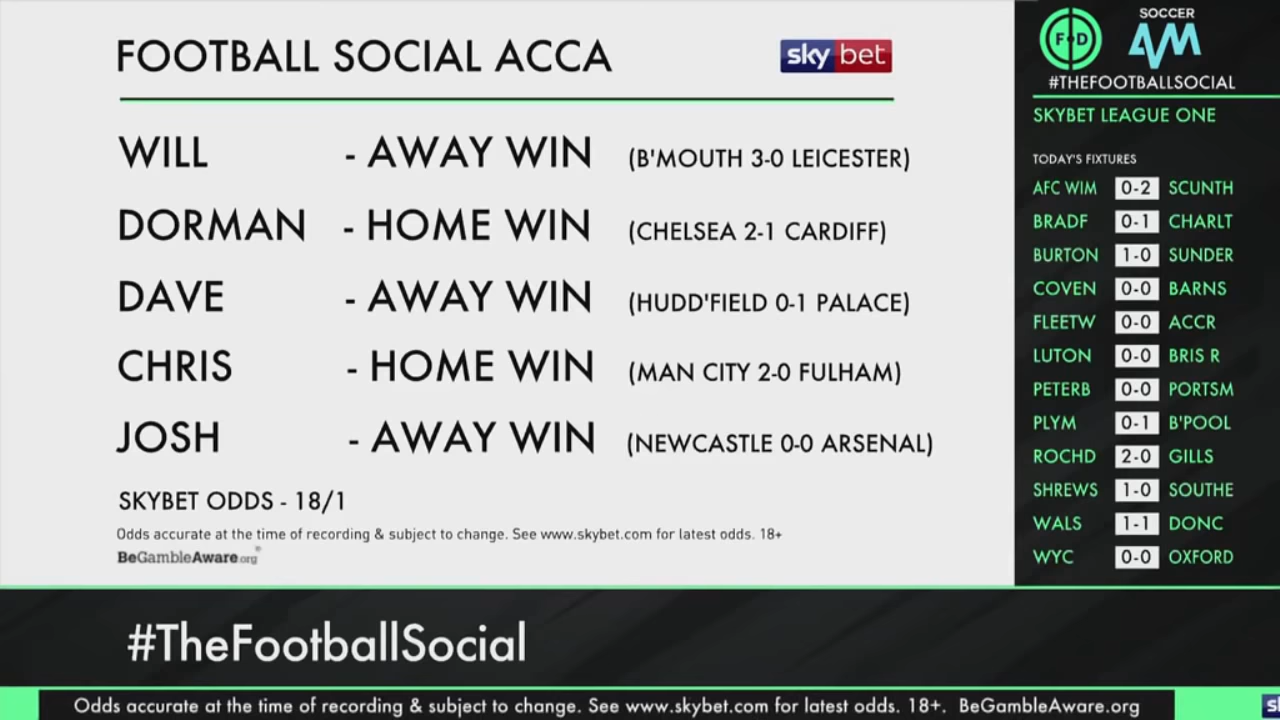 FOOTBALL SOCIAL ACCA
sky bet
WILL - AWAY WIN (B'MOUTH 3-0 LEICESTER)
DORMAN - HOME WIN (CHELSEA 2-1 CARDIFF)
DAVE - AWAY WIN (HUDD'FIELD 0-1 PALACE)
CHRIS - HOME WIN (MAN CITY 2-0 FULHAM)
JOSH - AWAY WIN (NEWCASTLE 0-0 ARSENAL)
SKYBET ODDS - 18/1
Odds accurate at the time of recording & subject to change. See www.skybet.com for latest odds. 18+
BeGambleAware.org®
FD
SOCCER
AM
#THEFOOTBALLSOCIAL
SKYBET LEAGUE ONE
TODAY'S FIXTURES
AFC WIM 0-2 SCUNTH
BRADF 0-1 CHARLT
BURTON 1-0 SUNDER
COVEN 0-0 BARNS
FLEETW 0-0 ACCR
LUTON 0-0 BRIS R
PETERB 0-0 PORTSM
PLYM 0-1 B'POOL
ROCHD 2-0 GILLS
SHREWS 1-0 SOUTHE
WALS 1-1 DONC
WYC 0-0 OXFORD
#TheFootballSocial
Odds accurate at the time of recording & subject to change. See www.skybet.com for latest odds. 18+. BeGambleAware.org